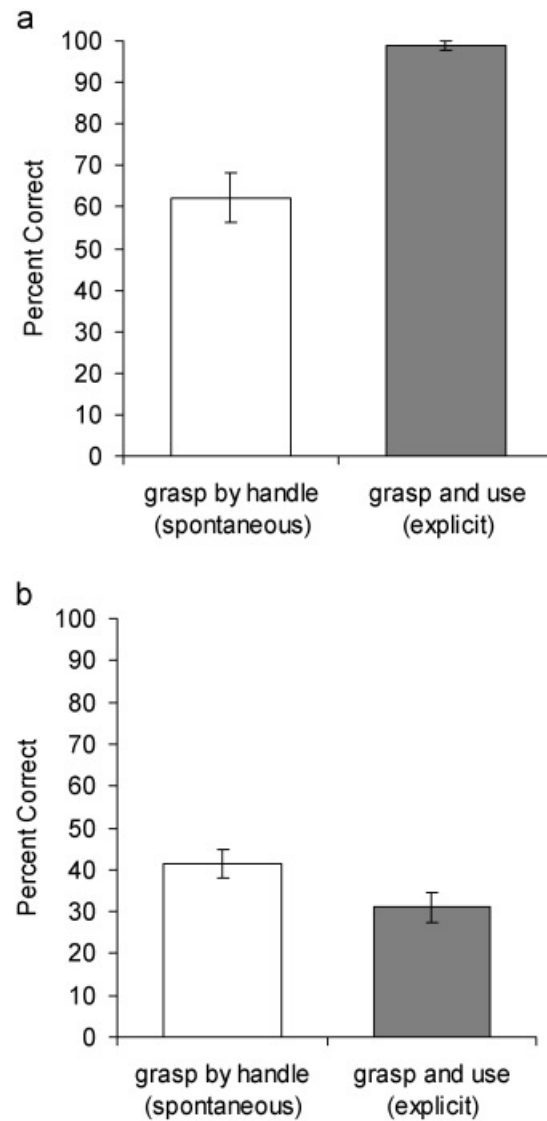 a
100
90
80
70
60
50
40
30
20
10
0
Percent Correct
grasp by handle
(spontaneous)
grasp and use
(explicit)
b
100
90
80
70
60
50
40
30
20
10
0
Percent Correct
grasp by handle
(spontaneous)
grasp and use
(explicit)